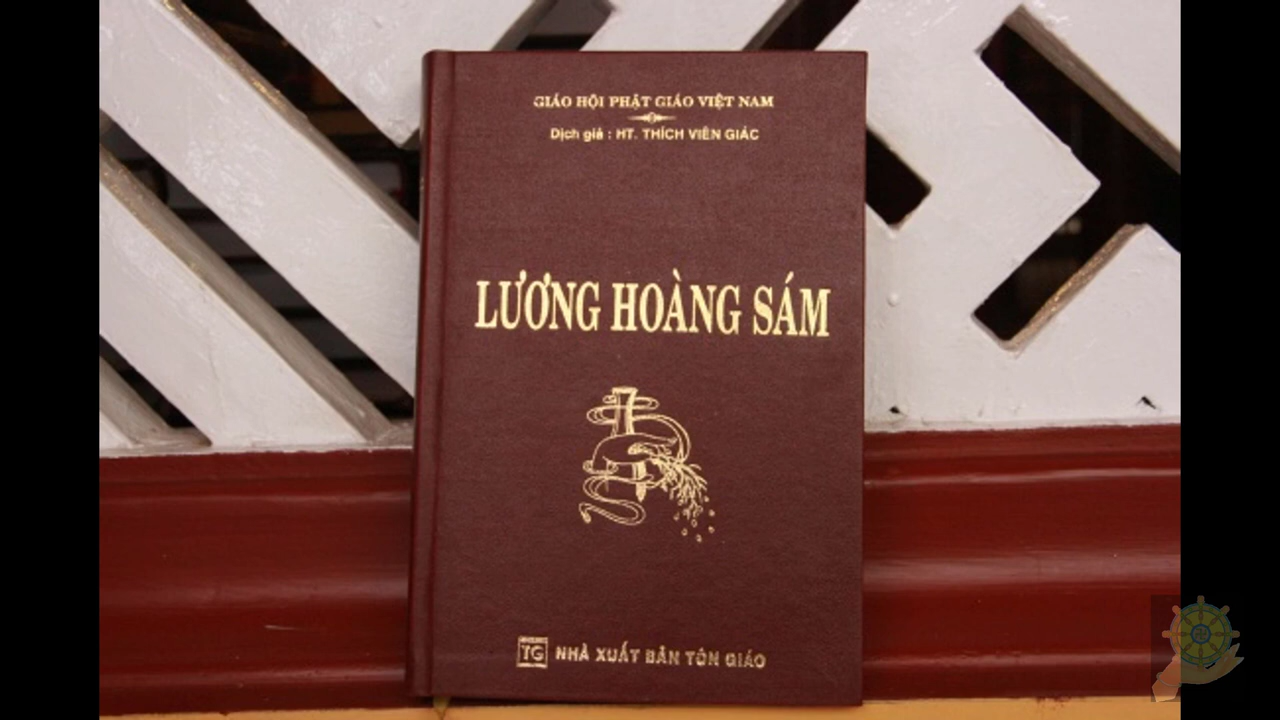 GIÁO HỘI PHẬT GIÁO VIỆT NAM
Dịch giả : HT. THÍCH VIÊN GIÁC
LƯƠNG HOÀNG SÁM
TG NHÀ XUẤT BẢN TÔN GIÁO